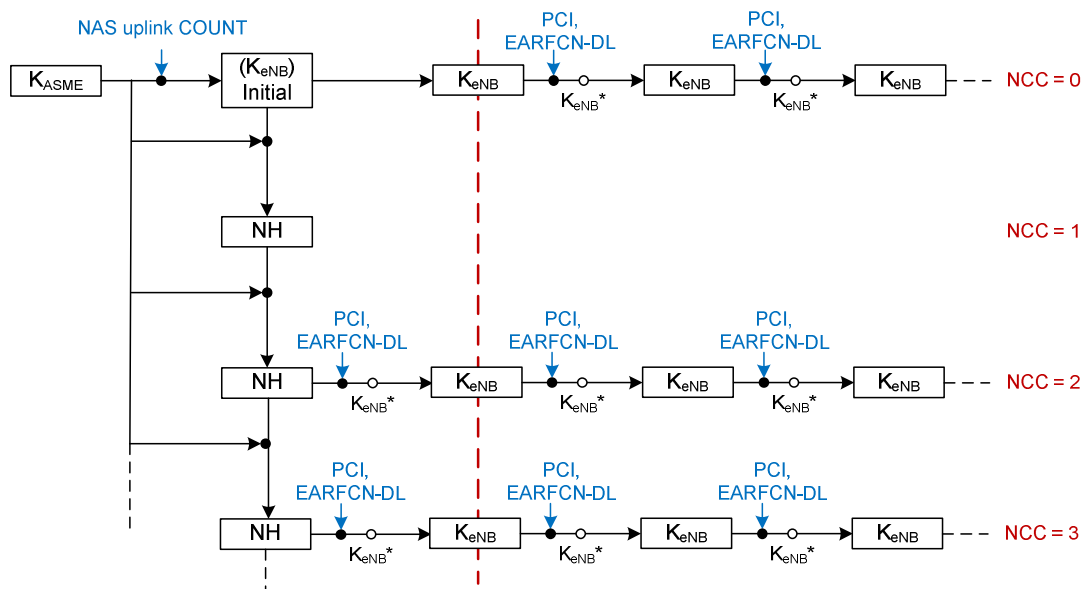 NAS uplink COUNT
PCI,
EARFCN-DL
PCI,
EARFCN-DL
KASME
(KeNB)
Initial
KeNB
KeNB*
KeNB
KeNB*
KeNB
NCC = 0
NH
NCC = 1
PCI,
EARFCN-DL
PCI,
EARFCN-DL
PCI,
EARFCN-DL
NH
KeNB*
KeNB
KeNB*
KeNB
KeNB*
KeNB
NCC = 2
PCI,
EARFCN-DL
PCI,
EARFCN-DL
PCI,
EARFCN-DL
NH
KeNB*
KeNB
KeNB*
KeNB
KeNB*
KeNB
NCC = 3